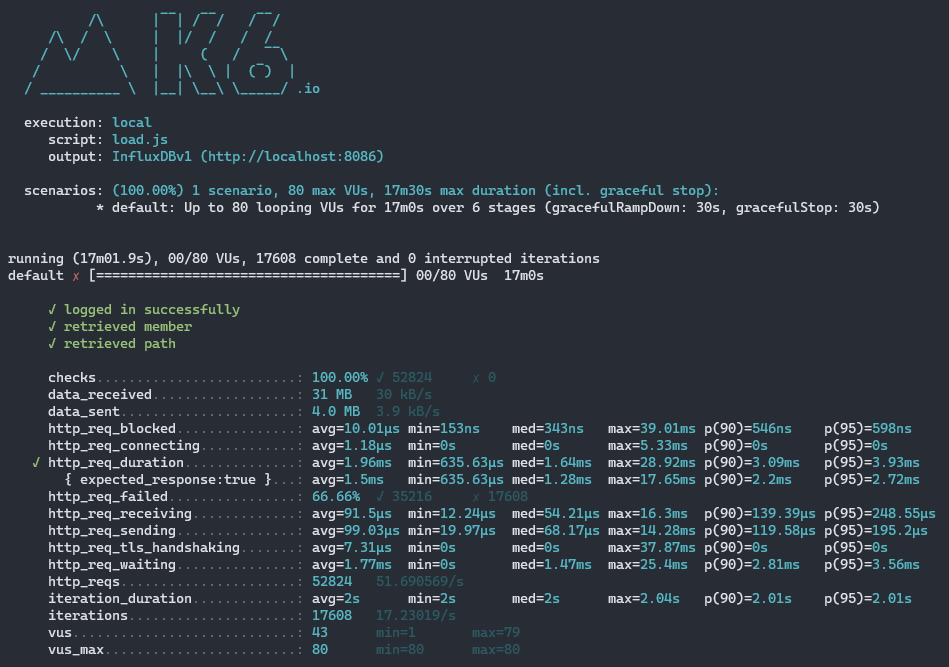 .io
execution: local
script: load.js
output: InfluxDBv1 (http://localhost:8086)
scenarios: (100.00%) 1 scenario, 80 max VUs, 17m30s max duration (incl. graceful stop):
* default: Up to 80 looping VUs for 17m0s over 6 stages (gracefulRampDown: 30s, gracefulStop: 30s)
running (17m01.9s), 00/80 VUs, 17608 complete and 0 interrupted iterations
default ✗ [======================================] 00/80 VUs  17m0s
✓ logged in successfully
✓ retrieved member
✓ retrieved path
checks.........................: 100.00% ✓ 52824 ✗ 0
data_received..................: 31 MB 30 kB/s
data_sent......................: 4.0 MB 3.9 kB/s
http_req_blocked...............: avg=10.01µs min=153ns med=343ns max=39.01ms p(90)=546ns p(95)=598ns
http_req_connecting............: avg=1.18µs min=0s med=0s max=5.33ms p(90)=0s p(95)=0s
✓ http_req_duration..............: avg=1.96ms min=635.63µs med=1.64ms max=28.92ms p(90)=3.09ms p(95)=3.93ms
{ expected_response:true }...: avg=1.5ms min=635.63µs med=1.28ms max=17.65ms p(90)=2.2ms p(95)=2.72ms
http_req_failed................: 66.66% ✓ 35216 ✗ 17608
http_req_receiving.............: avg=91.5µs min=12.24µs med=54.21µs max=16.3ms p(90)=139.39µs p(95)=248.55µs
http_req_sending...............: avg=99.03µs min=19.97µs med=68.17µs max=14.28ms p(90)=119.58µs p(95)=195.2µs
http_req_tls_handshaking.......: avg=7.31µs min=0s med=0s max=37.87ms p(90)=0s p(95)=0s
http_req_waiting...............: avg=1.77ms min=0s med=1.47ms max=25.4ms p(90)=2.81ms p(95)=3.56ms
http_reqs......................: 52824 51.690569/s
iteration_duration.............: avg=2s min=2s med=2s max=2.04s p(90)=2.01s p(95)=2.01s
iterations.....................: 17608 17.23019/s
vus............................: 43 min=1 max=79
vus_max........................: 80 min=80 max=80